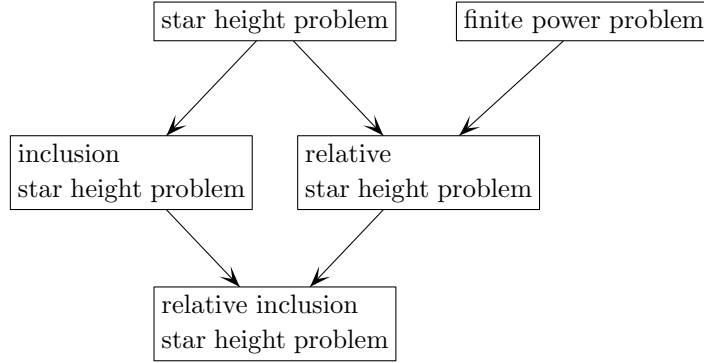 star height problem
finite power problem
inclusion
star height problem
relative
star height problem
relative inclusion
star height problem